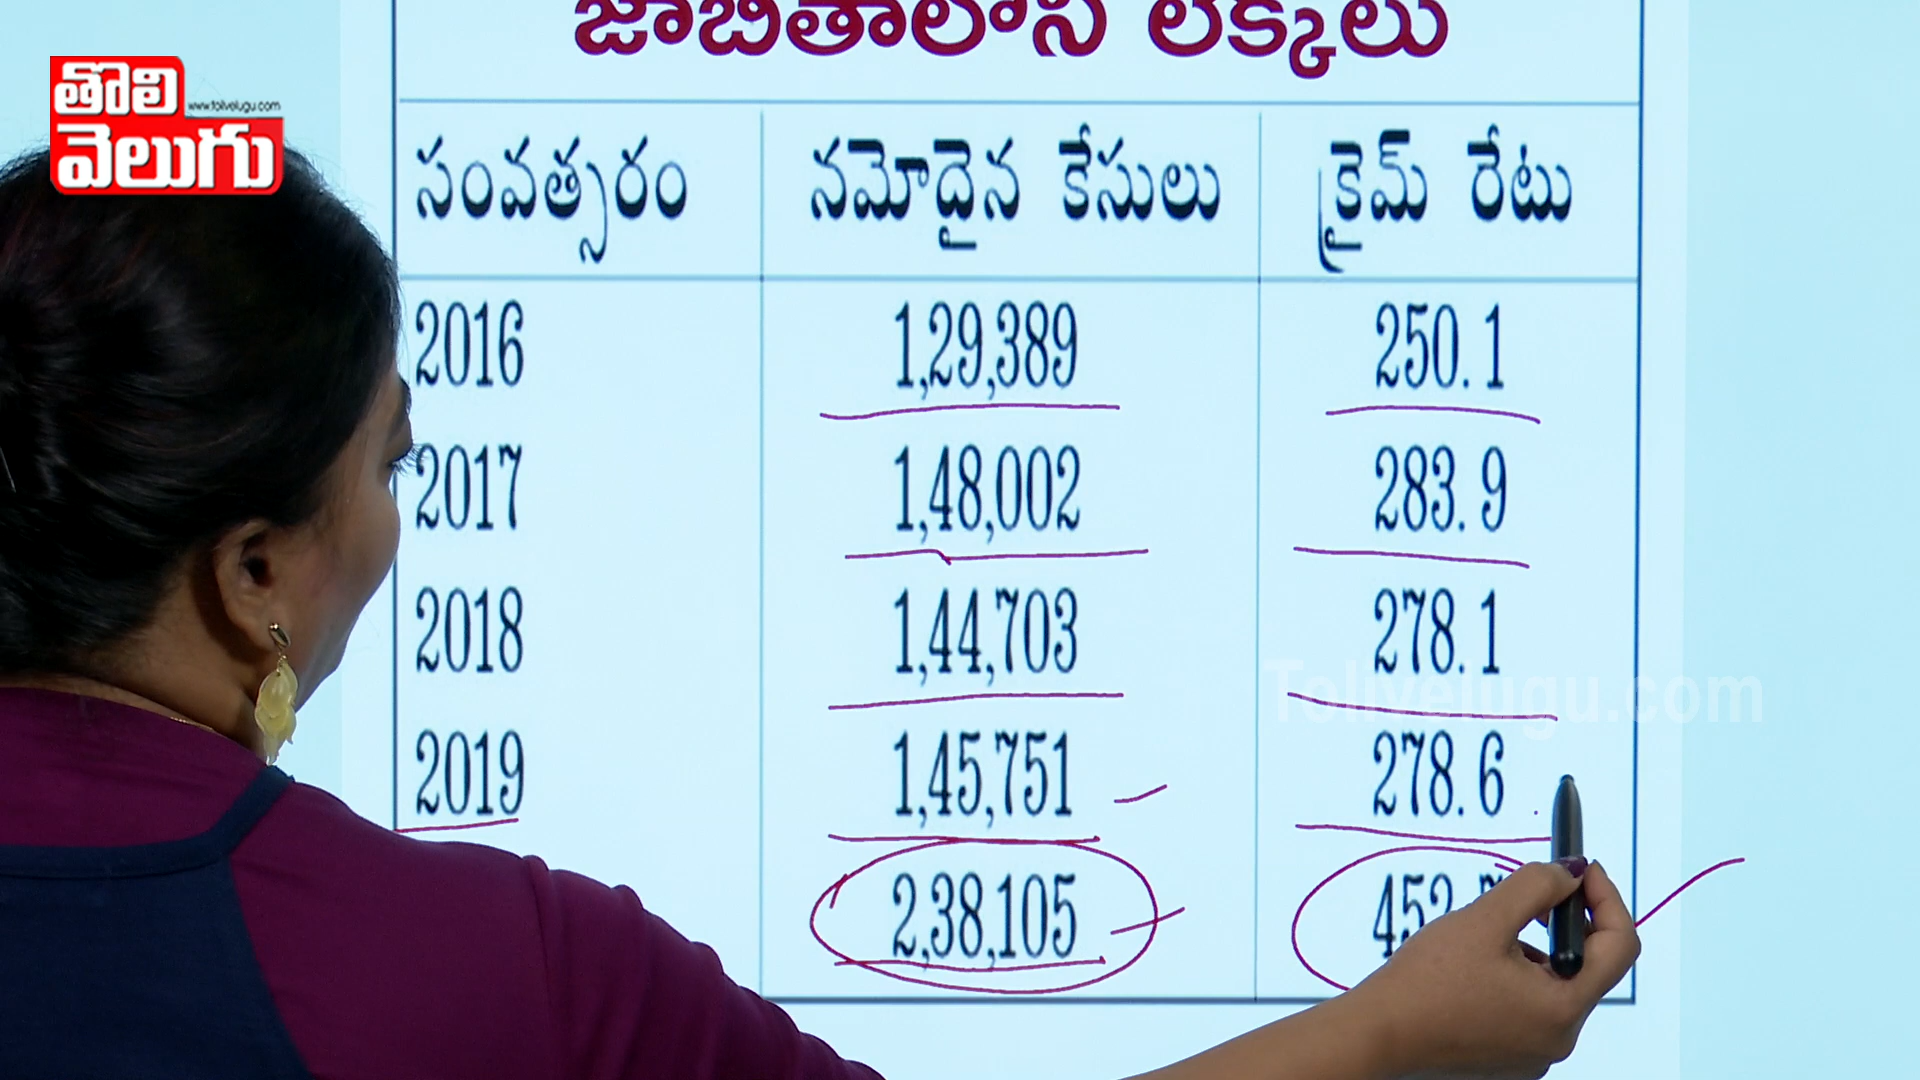 జాబితాలోని లెక్కలు
తొలి
www.tolivelugu.com
వెలుగు
సంవత్సరం నమోదైన కేసులు క్రైమ్ రేటు
2016 1,29,389 250.1
2017 1,48,002 283.9
2018 1,44,703 278.1
Tolivelugu.com
2019 1,45,751 278.6
2,38,105